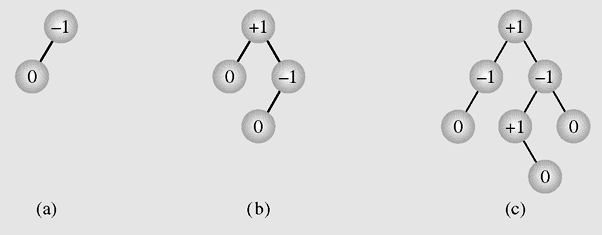 –1 +1 +1
0 0 –1 –1 –1
0 0 +1 0
0
(a) (b) (c)